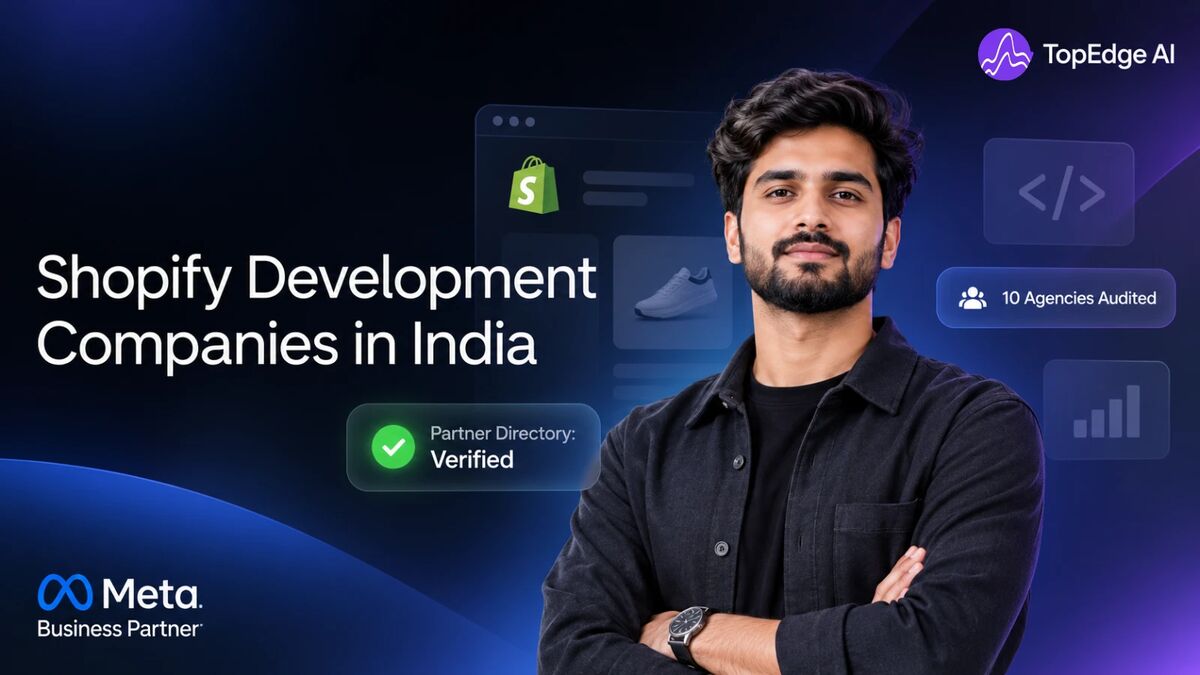 TopEdge AI
S
Shopify Development
Companies in India
</>
10 Agencies Audited
Partner Directory:
Verified
Meta.
Business Partner